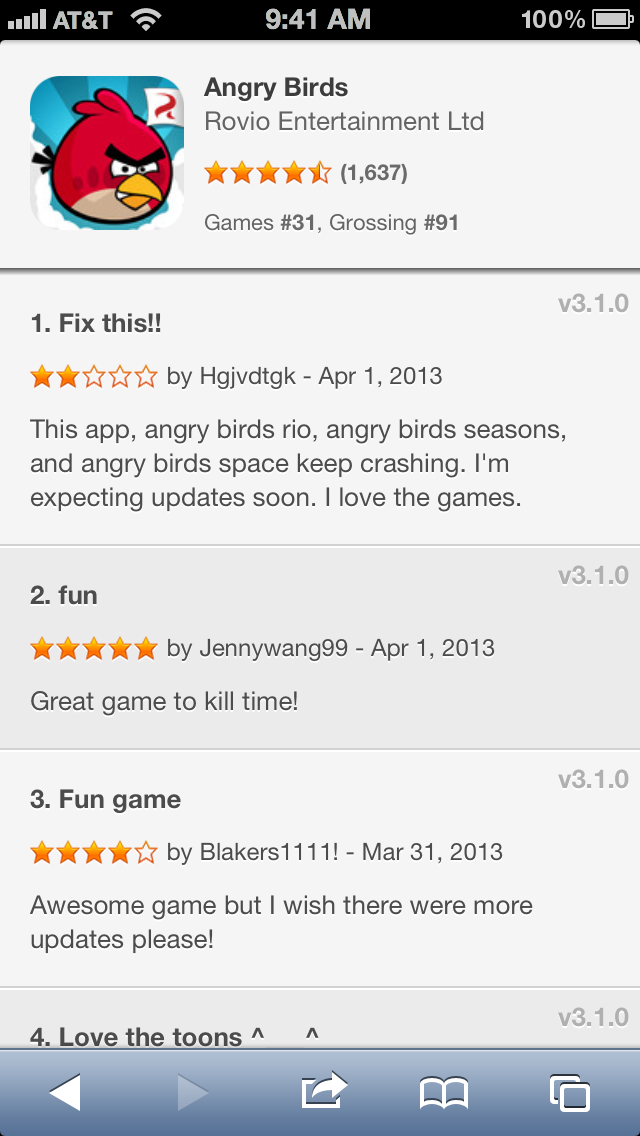 AT&T 9:41 AM 100%
Angry Birds
Rovio Entertainment Ltd
(1,637)
Games #31, Grossing #91
v3.1.0
1. Fix this!!
by Hgjvdtgk - Apr 1, 2013
This app, angry birds rio, angry birds seasons,
and angry birds space keep crashing. I'm
expecting updates soon. I love the games.
v3.1.0
2. fun
by Jennywang99 - Apr 1, 2013
Great game to kill time!
v3.1.0
3. Fun game
by Blakers1111! - Mar 31, 2013
Awesome game but I wish there were more
updates please!
v3.1.0
4. Love the toons ^ ^